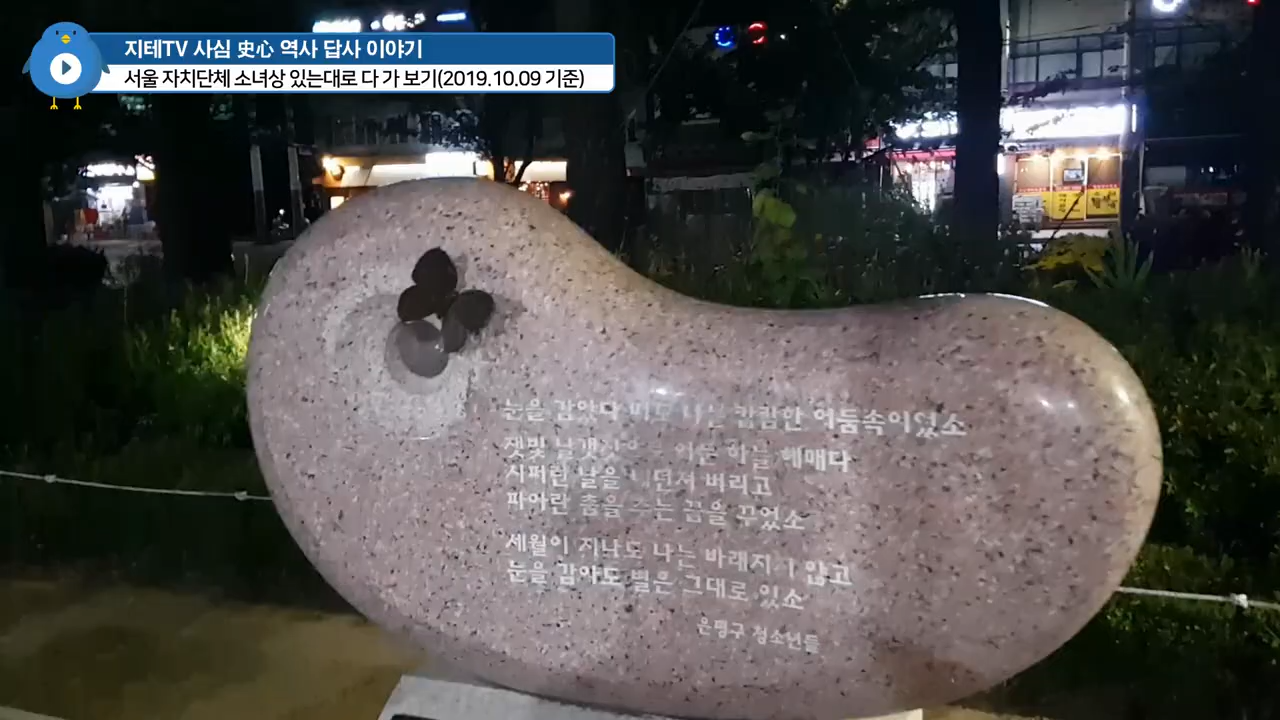 지테TV 사심 史心 역사 답사 이야기
서울 자치단체 소녀상 있는대로 다 가 보기(2019.10.09 기준)
눈을 감았다 떠도 나는 캄캄한 어둠속이었소
잿빛 날갯짓으로 어둔 하늘 헤매다
시퍼런 날을 내던져 버리고
파아란 춤을 추는 꿈을 꾸었소
세월이 지나도 나는 바래지지 않고
눈을 감아도 별은 그대로 있소
은평구 청소년들